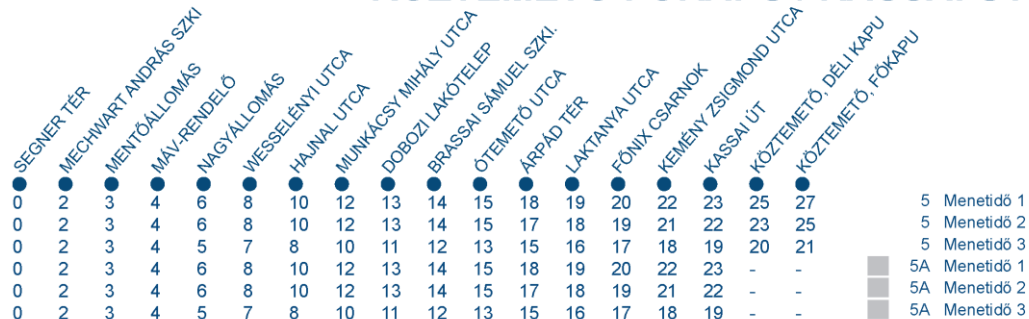 SEGNER TÉR
MECHWART ANDRÁS SZKI
MENTŐÁLLOMÁS
MÁV-RENDELŐ
NAGYÁLLOMÁS
WESSELÉNYI UTCA
HAJNAL UTCA
MUNKÁCSY MIHÁLY UTCA
DOBOZI LAKÓTELEP
BRASSAI SÁMUEL SZKI.
ÓTEMETŐ UTCA
ÁRPÁD TÉR
LAKTANYA UTCA
FŐNIX CSARNOK
KEMÉNY ZSIGMOND UTCA
KASSAI ÚT
KÖZTEMETŐ, DÉLI KAPU
KÖZTEMETŐ, FŐKAPU
0 2 3 4 6 8 10 12 13 14 15 18 19 20 22 23 25 27 5 Menetidő 1
0 2 3 4 6 8 10 12 13 14 15 17 18 19 21 22 23 25 5 Menetidő 2
0 2 3 4 5 7 8 10 11 12 13 15 16 17 18 19 20 21 5 Menetidő 3
0 2 3 4 6 8 10 12 13 14 15 18 19 20 22 23 - - 5A Menetidő 1
0 2 3 4 6 8 10 12 13 14 15 17 18 19 21 22 - - 5A Menetidő 2
0 2 3 4 5 7 8 10 11 12 13 15 16 17 18 19 - - 5A Menetidő 3